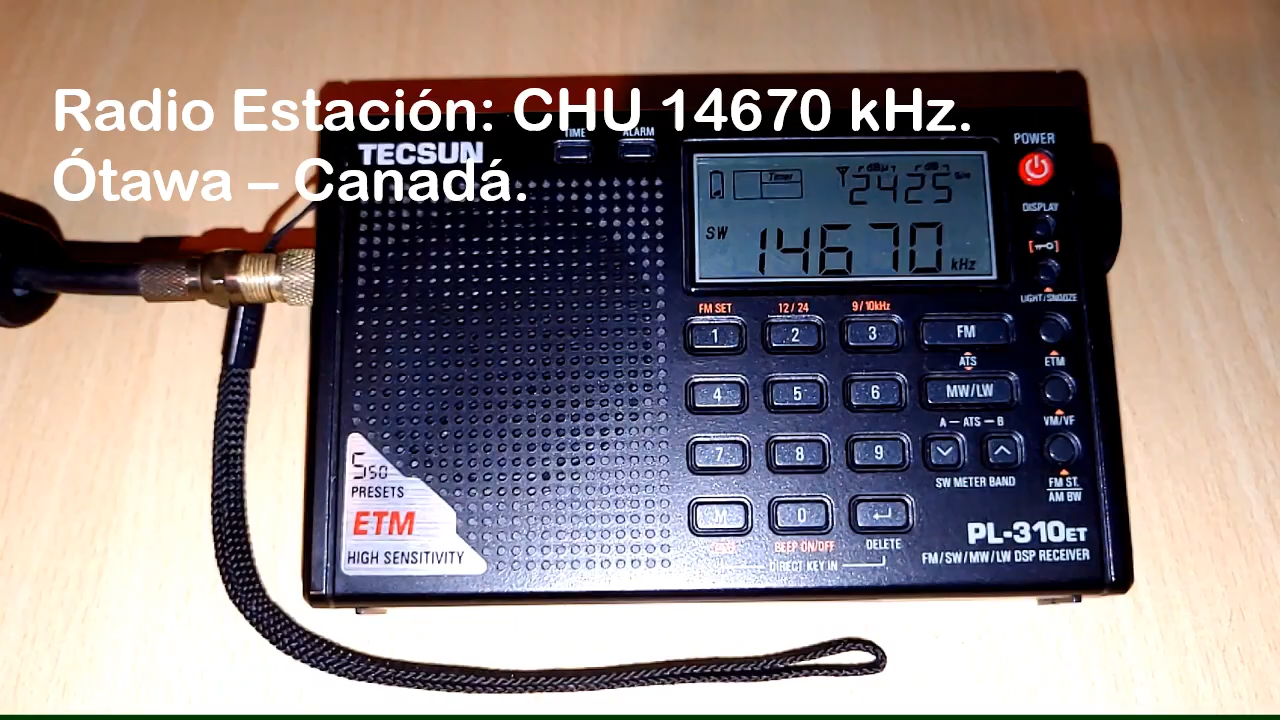 Radio Estación: CHU 14670 kHz.
Ótawa – Canadá.
TECSUN
TIME
ALARM
POWER
Timer
2425
SW
14670
kHz
DISPLAY
LIGHT/SNOOZE
FM SET
12 / 24
9 / 10kHz
1
2
3
FM
ATS
ETM
4
5
6
MW/LW
A — ATS — B
VM/VF
7
8
9
SW METER BAND
FM ST.
AM BW
550
PRESETS
ETM
HIGH SENSITIVITY
M
0
BEEP ON/OFF
DELETE
DIRECT KEY IN
PL-310ET
FM / SW / MW / LW DSP RECEIVER